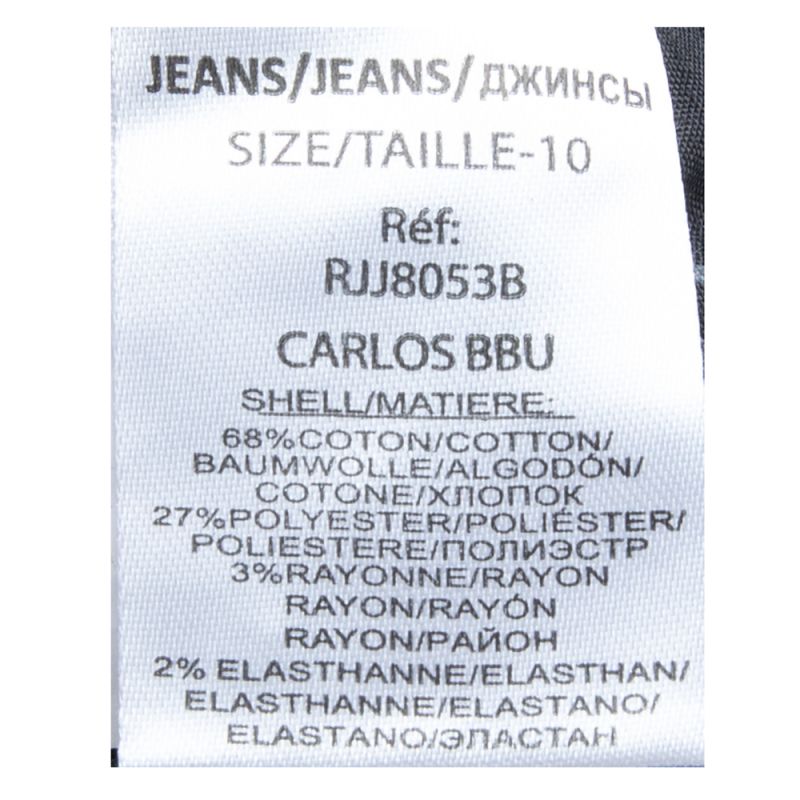 JEANS/JEANS/ДЖИНСЫ
SIZE/TAILLE-10
Réf:
RJJ8053B
CARLOS BBU
SHELL/MATIERE:
68%COTON/COTTON/
BAUMWOLLE/ALGODÓN/
COTONE/ХЛОПОК
27%POLYESTER/POLIÉSTER/
POLIESTERE/ПОЛИЭСТР
3%RAYONNE/RAYON
RAYON/RAYÓN
RAYON/РАЙОН
2% ELASTHANNE/ELASTHAN/
ELASTHANNE/ELASTANO/
ELASTANO/ЭЛАСТАН